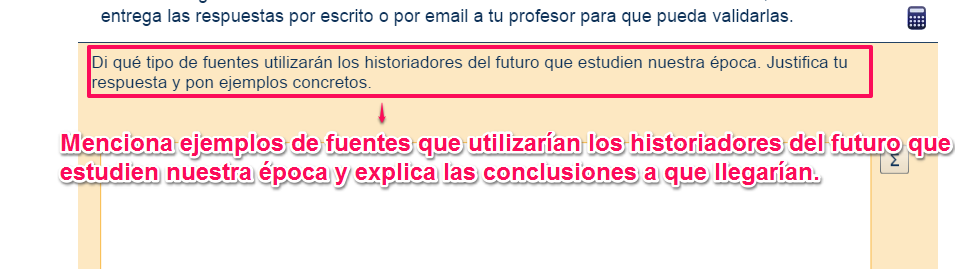 entrega las respuestas por escrito o por email a tu profesor para que pueda validarlas.
Di qué tipo de fuentes utilizarán los historiadores del futuro que estudien nuestra época. Justifica tu
respuesta y pon ejemplos concretos.
Menciona ejemplos de fuentes que utilizarían los historiadores del futuro que
estudien nuestra época y explica las conclusiones a que llegarían.
Σ